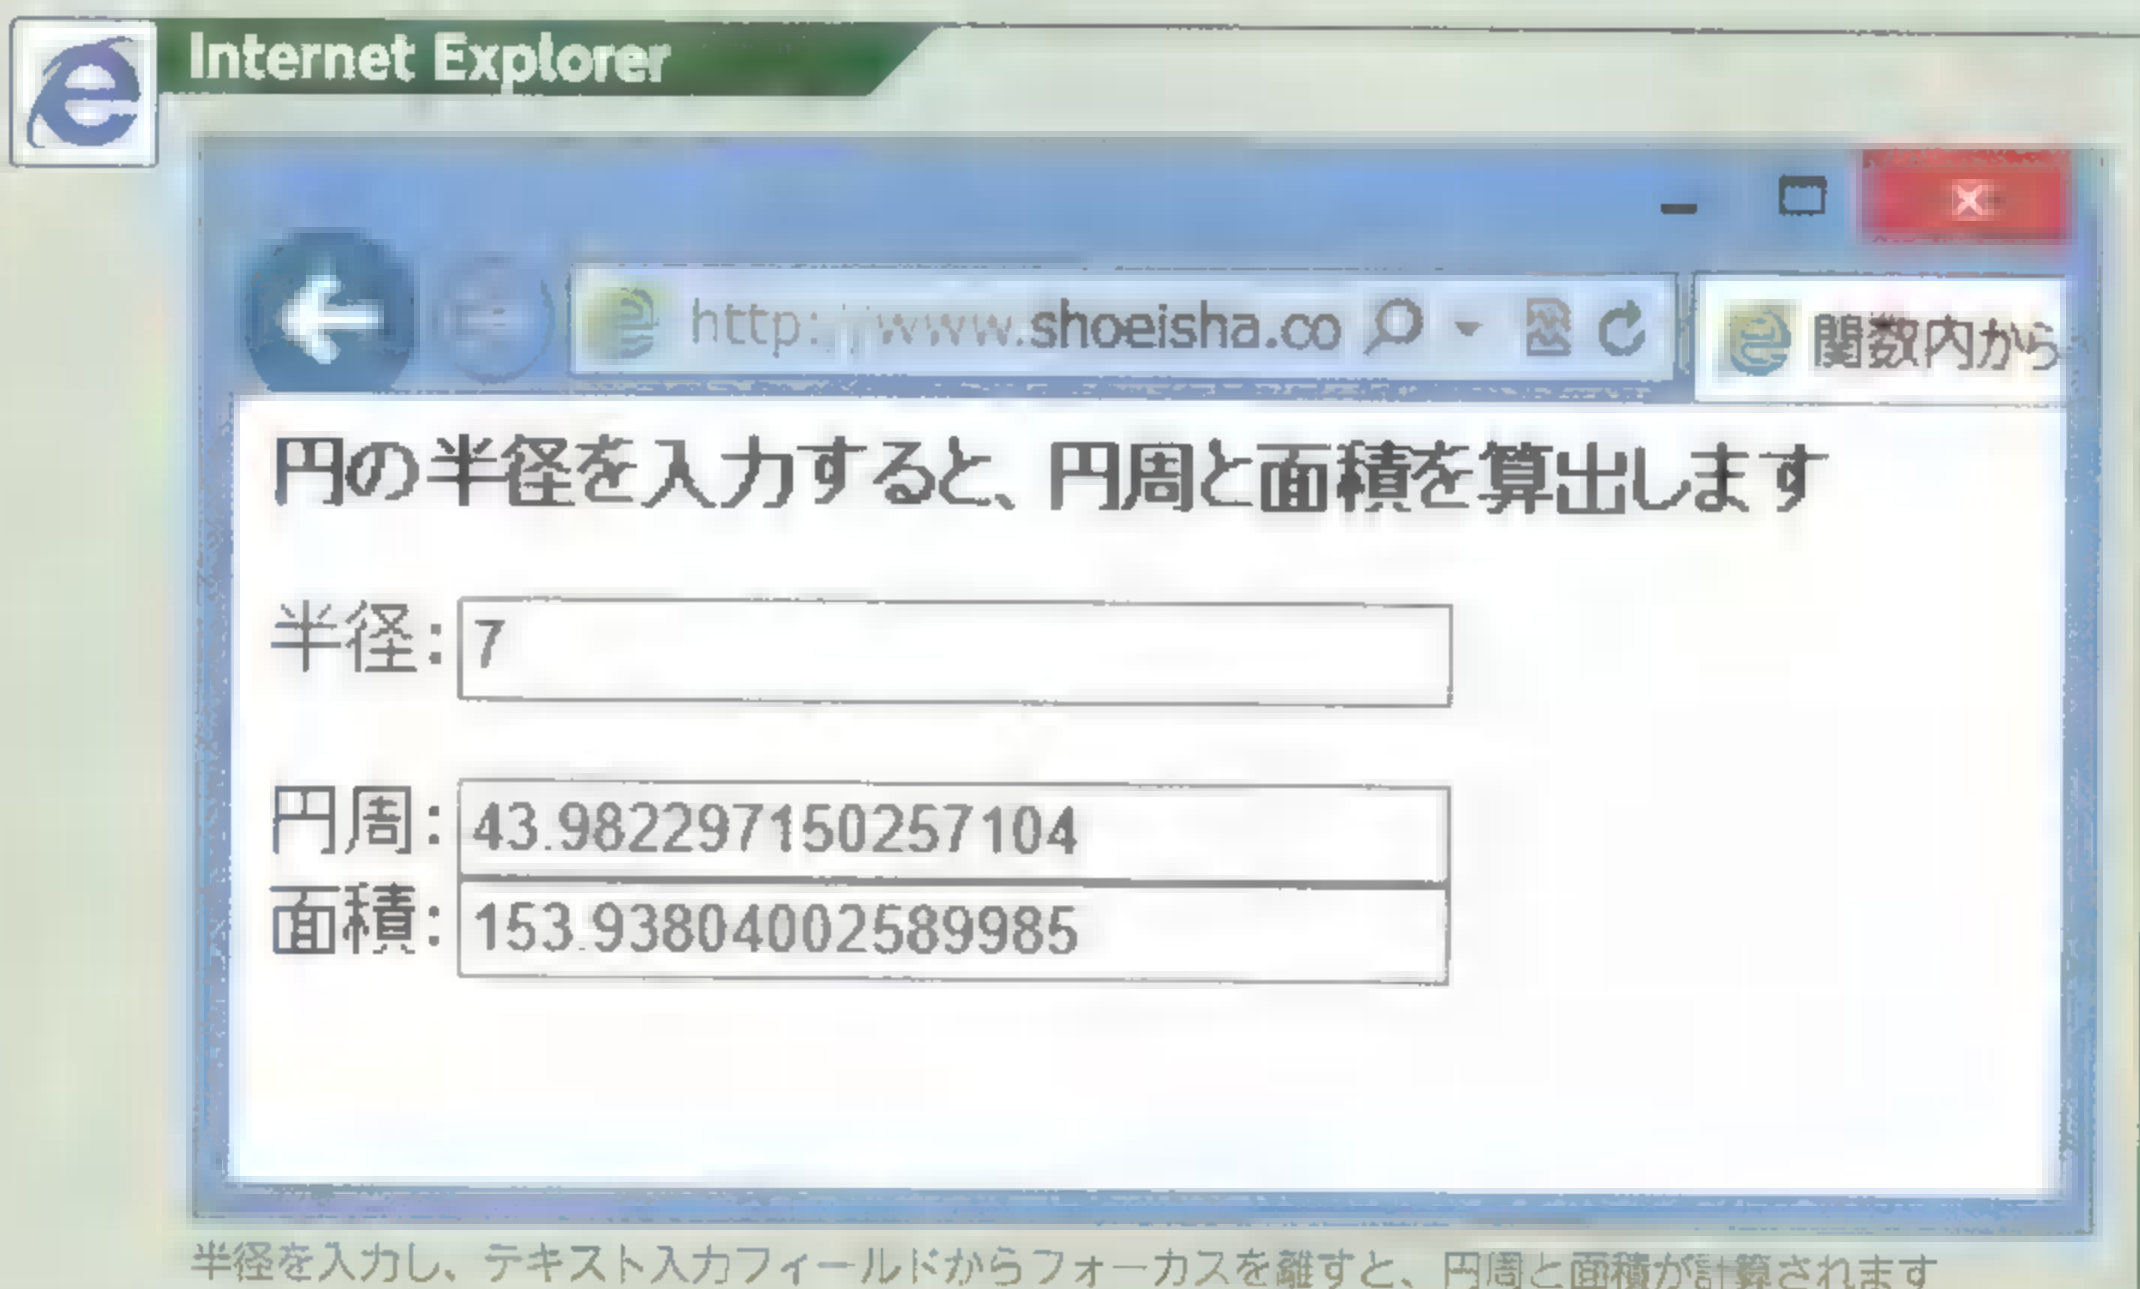 Internet Explorer
http://www.shoeisha.co
関数内から
円の半径を入力すると、円周と面積を算出します
半径: 7
円周: 43.982297150257104
面積: 153.93804002589985
半径を入力し、テキスト入力フィールドからフォーカスを離すと、円周と面積が計算されます